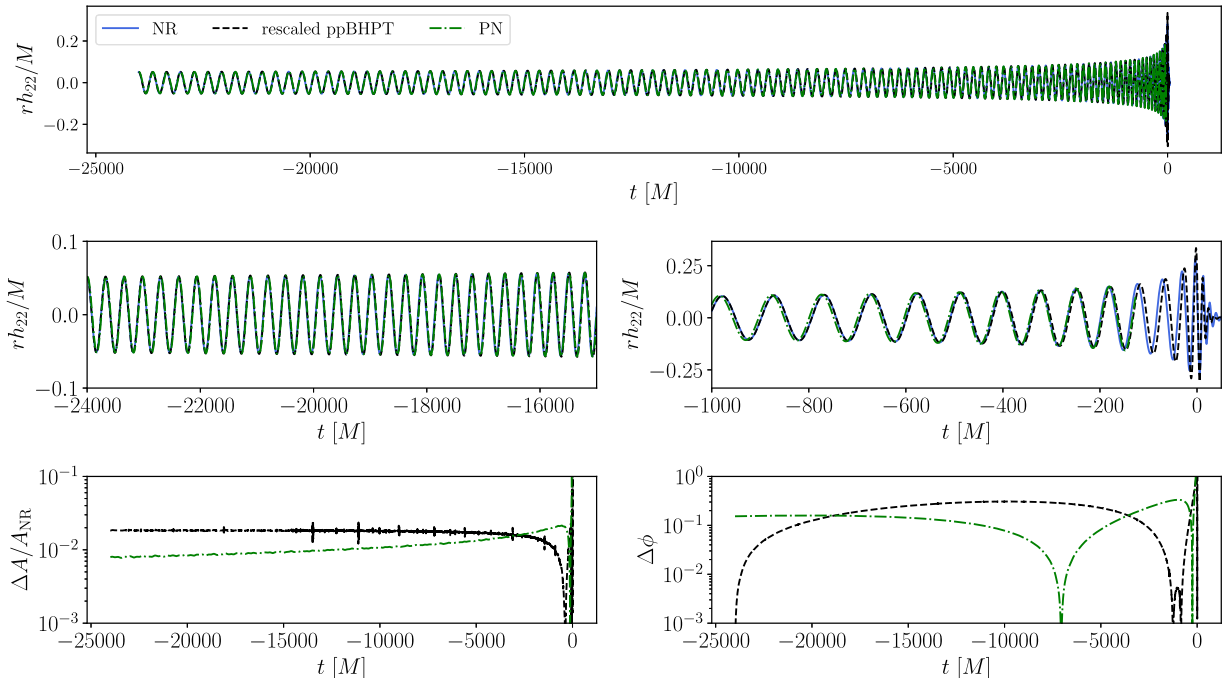 NR rescaled ppBHPT PN
rh₂₂/M
0.2
0.0
−0.2
−25000 −20000 −15000 −10000 −5000 0
t [M]
rh₂₂/M
0.1
0.0
−0.1
−24000 −22000 −20000 −18000 −16000
t [M]
rh₂₂/M
0.25
0.00
−0.25
−1000 −800 −600 −400 −200 0
t [M]
ΔA/A_NR
10⁻¹
10⁻²
10⁻³
−25000 −20000 −15000 −10000 −5000 0
t [M]
Δϕ
10⁰
10⁻¹
10⁻²
10⁻³
−25000 −20000 −15000 −10000 −5000 0
t [M]